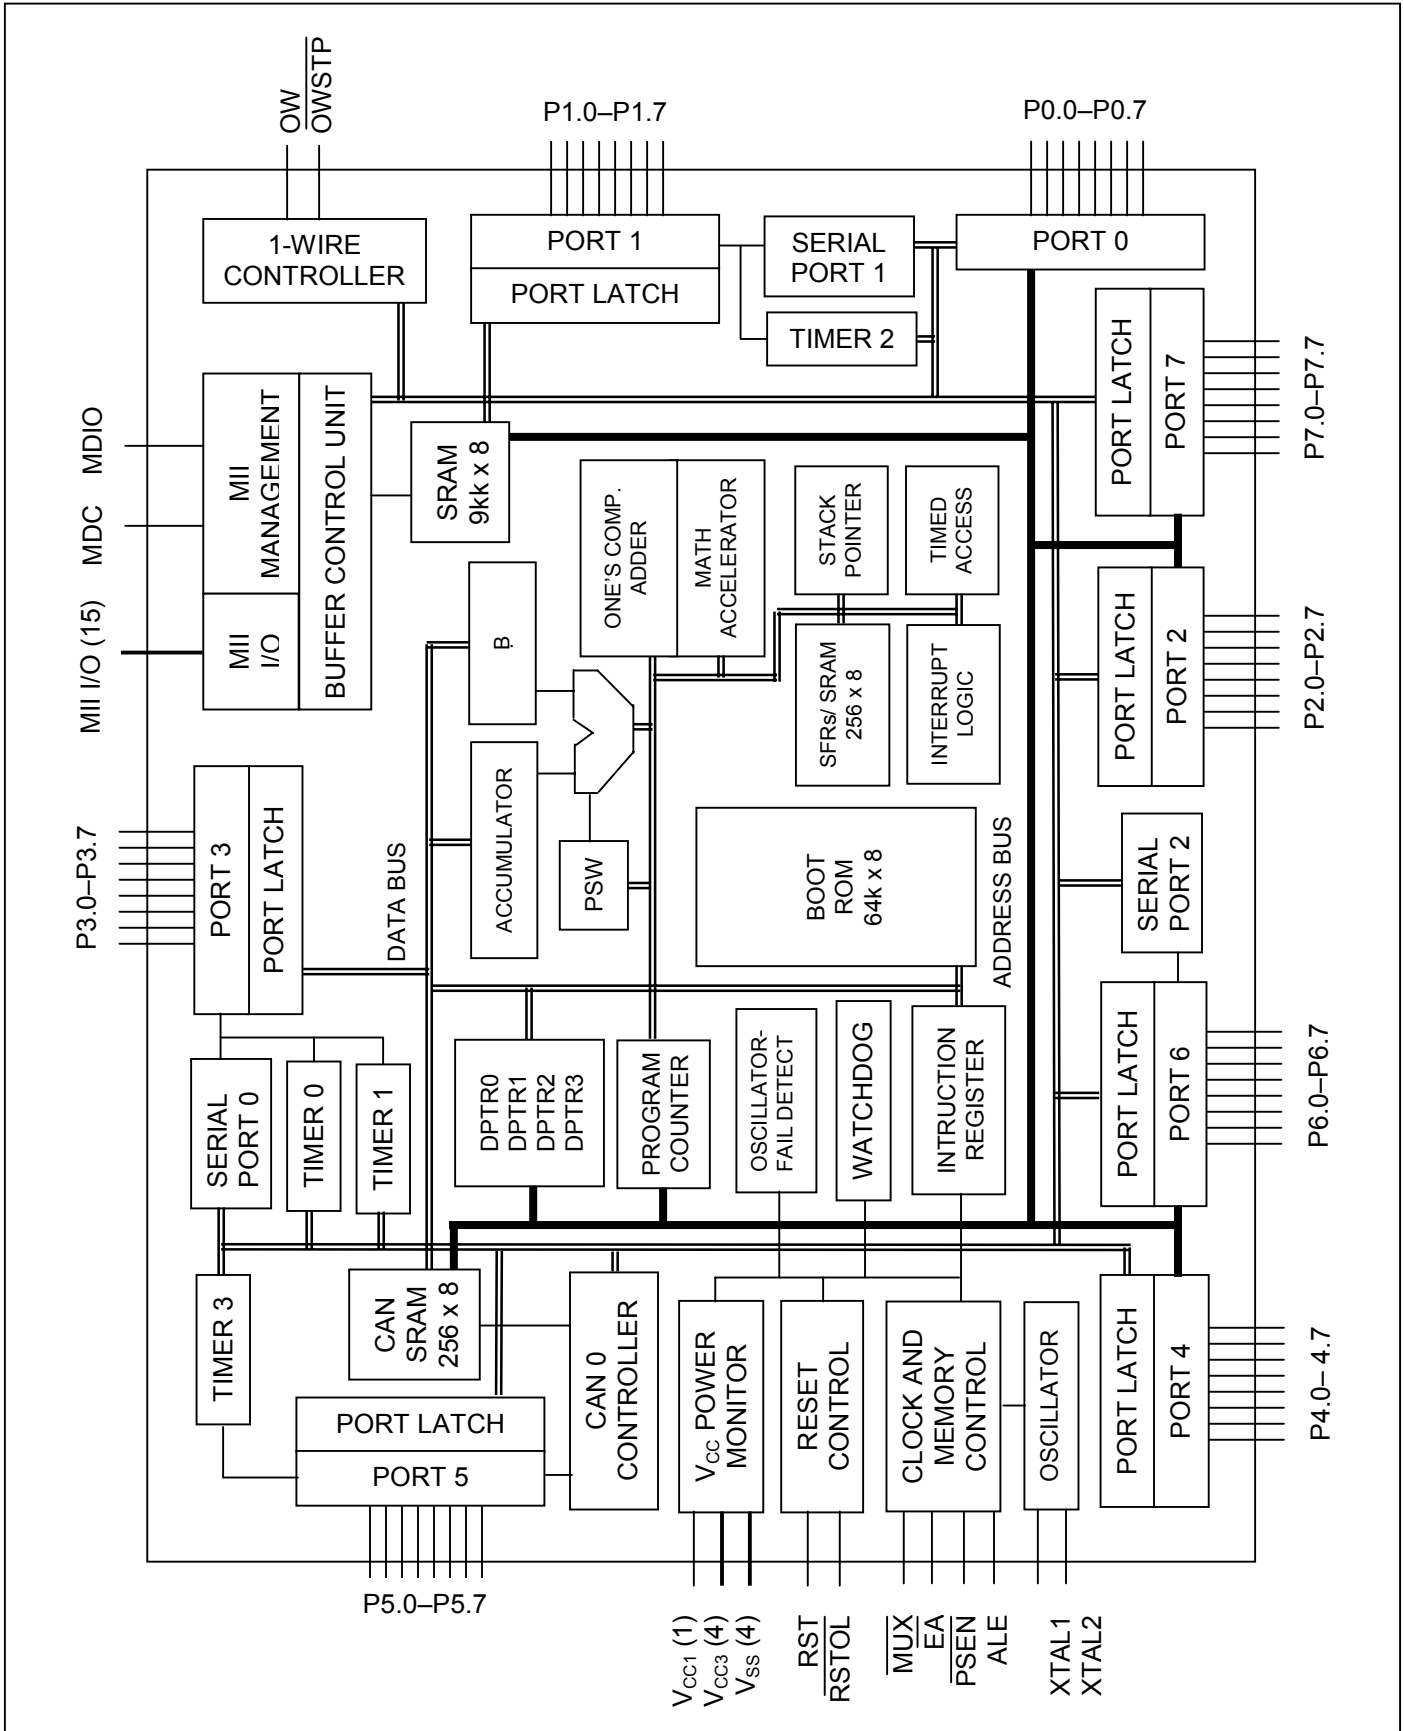 OW
OWSTP
P1.0–P1.7
P0.0–P0.7
1-WIRE
CONTROLLER
PORT 1
PORT LATCH
SERIAL
PORT 1
TIMER 2
PORT 0
MDIO
MDC
MII I/O (15)
MII
MANAGEMENT
MII
I/O
BUFFER CONTROL UNIT
SRAM
9kk x 8
PORT LATCH
PORT 7
P7.0–P7.7
ONE'S COMP.
ADDER
MATH
ACCELERATOR
STACK
POINTER
TIMED
ACCESS
B
SFRs/ SRAM
256 x 8
INTERRUPT
LOGIC
PORT LATCH
PORT 2
P2.0–P2.7
P3.0–P3.7
PORT 3
PORT LATCH
DATA BUS
ACCUMULATOR
PSW
BOOT
ROM
64k x 8
ADDRESS BUS
SERIAL
PORT 2
SERIAL
PORT 0
TIMER 0
TIMER 1
DPTR0
DPTR1
DPTR2
DPTR3
PROGRAM
COUNTER
OSCILLATOR-
FAIL DETECT
WATCHDOG
INTRUCTION
REGISTER
PORT LATCH
PORT 6
P6.0–P6.7
TIMER 3
CAN
SRAM
256 x 8
CAN 0
CONTROLLER
VCC POWER
MONITOR
RESET
CONTROL
CLOCK AND
MEMORY
CONTROL
OSCILLATOR
PORT LATCH
PORT 4
P4.0– 4.7
PORT LATCH
PORT 5
P5.0–P5.7
VCC1 (1)
VCC3 (4)
VSS (4)
RST
RSTOL
MUX
EA
PSEN
ALE
XTAL1
XTAL2